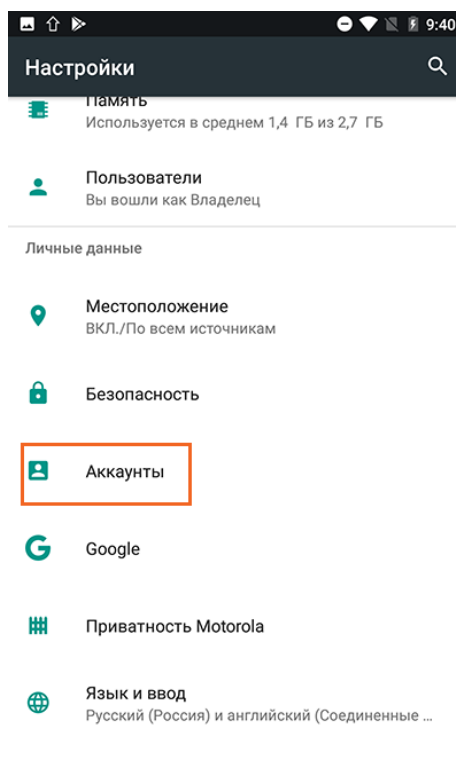 9:40
Настройки
Память
Используется в среднем 1,4 ГБ из 2,7 ГБ
Пользователи
Вы вошли как Владелец
Личные данные
Местоположение
ВКЛ./По всем источникам
Безопасность
Аккаунты
Google
Приватность Motorola
Язык и ввод
Русский (Россия) и английский (Соединенные ...